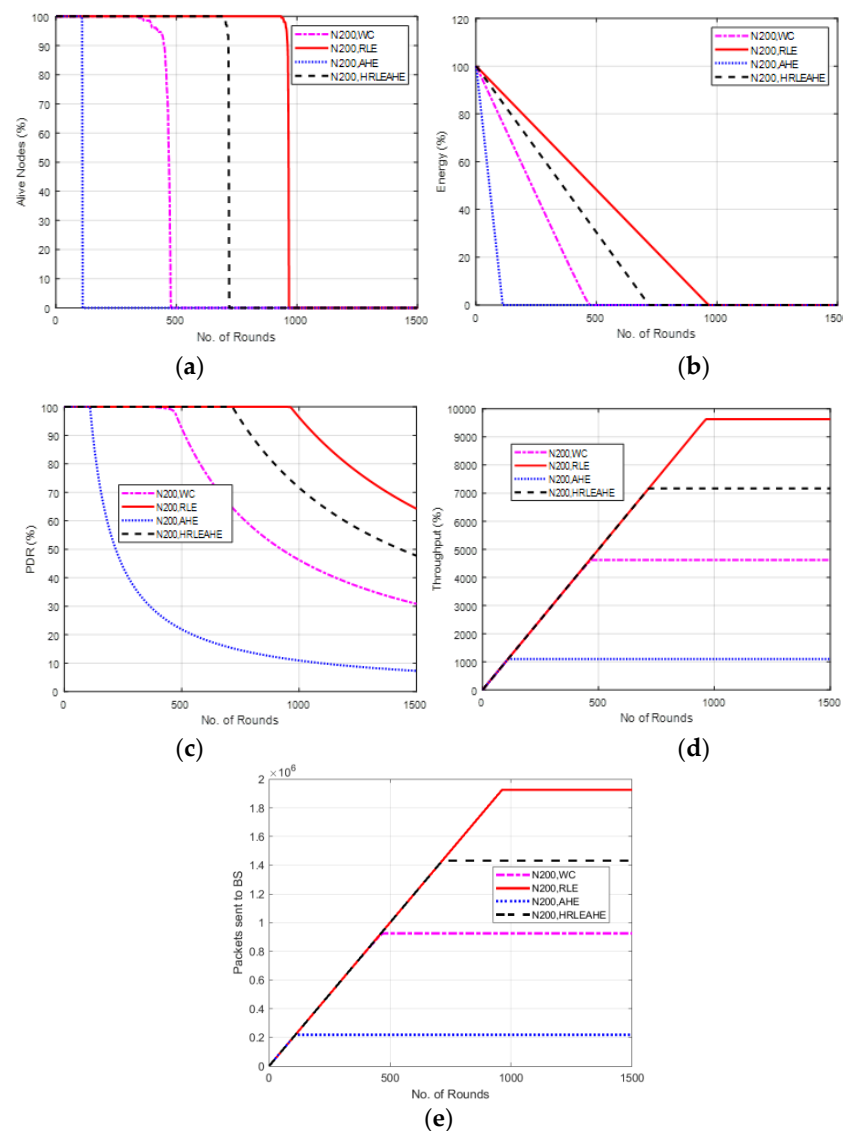 100
90
80
70
60
50
40
30
20
10
0
Alive Nodes (%)
N200,WC
N200,RLE
N200,AHE
N200,HRLEAHE
0 500 1000 1500
No. of Rounds
(a)
120
100
80
60
40
20
0
Energy (%)
N200,WC
N200,RLE
N200,AHE
N200,HRLEAHE
0 500 1000 150
No. of Rounds
(b)
100
90
80
70
60
50
40
30
20
10
0
PDR (%)
N200,WC
N200,RLE
N200,AHE
N200,HRLEAHE
0 500 1000 1500
No. of Rounds
(c)
10000
9000
8000
7000
6000
5000
4000
3000
2000
1000
0
Throughput (%)
N200,WC
N200,RLE
N200,AHE
N200,HRLEAHE
0 500 1000 1500
No of Rounds
(d)
×10⁶
2
1.8
1.6
1.4
1.2
1
0.8
0.6
0.4
0.2
0
Packets sent to BS
N200,WC
N200,RLE
N200,AHE
N200,HRLEAHE
0 500 1000 1500
No. of Rounds
(e)